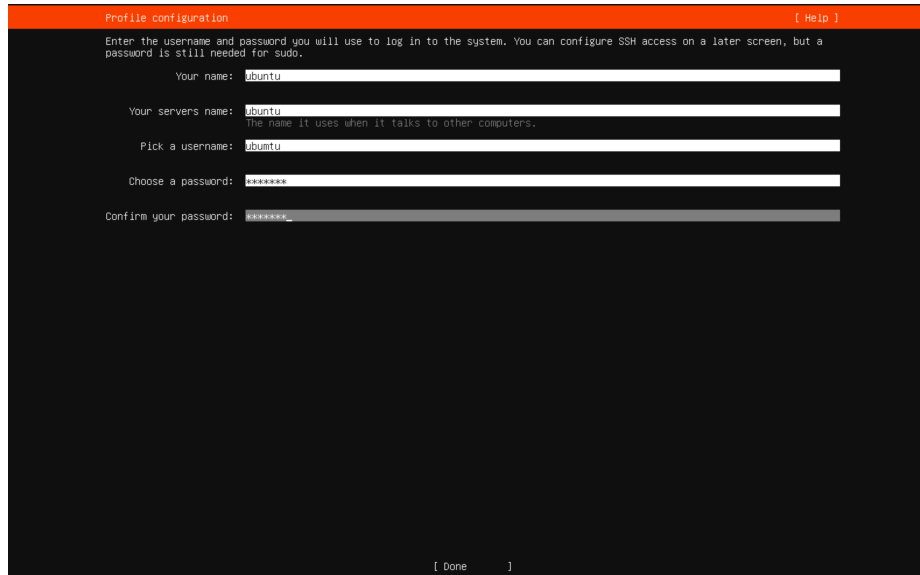 Profile configuration [ Help ]
Enter the username and password you will use to log in to the system. You can configure SSH access on a later screen, but a
password is still needed for sudo.
Your name: ubuntu
Your servers name: ubuntu
The name it uses when it talks to other computers.
Pick a username: ubumtu
Choose a password: *******
Confirm your password: *******_
[ Done ]